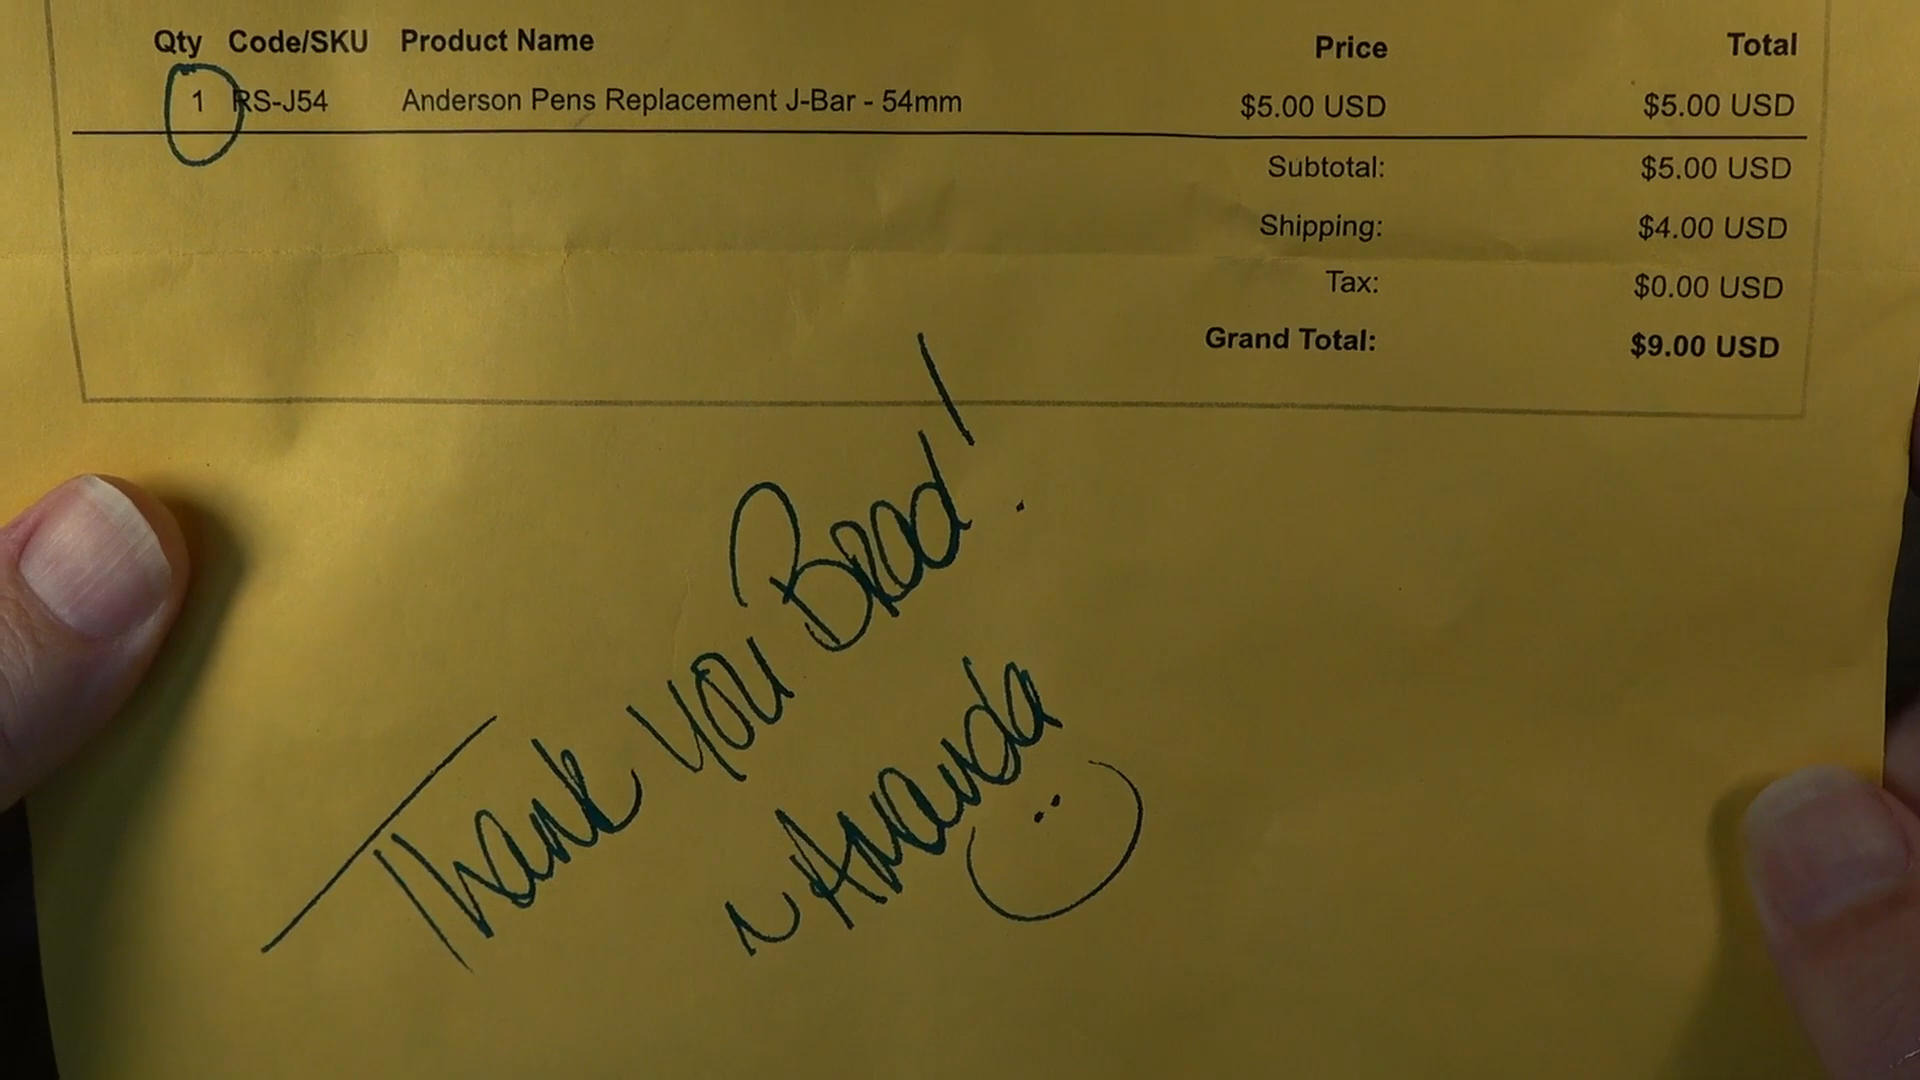 Qty Code/SKU Product Name Price Total
1 RS-J54 Anderson Pens Replacement J-Bar - 54mm $5.00 USD $5.00 USD
Subtotal: $5.00 USD
Shipping: $4.00 USD
Tax: $0.00 USD
Grand Total: $9.00 USD
Thank you Brad!
~Amanda